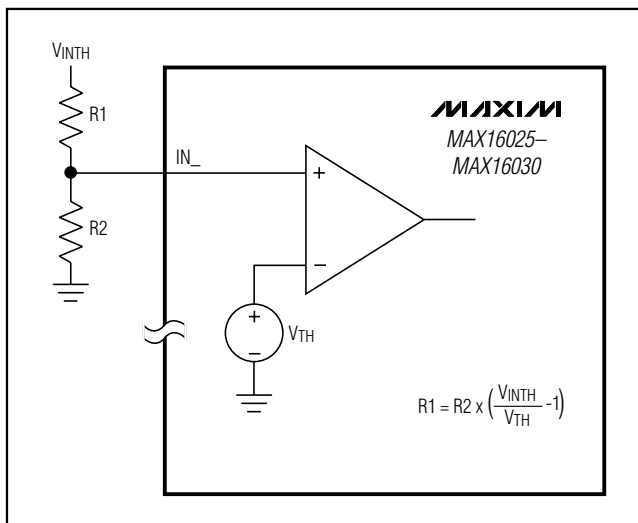 VINTH
R1
R2
IN_
+
−
+
−
VTH
MAXIM
MAX16025–
MAX16030
R1 = R2 x (VINTH/VTH -1)